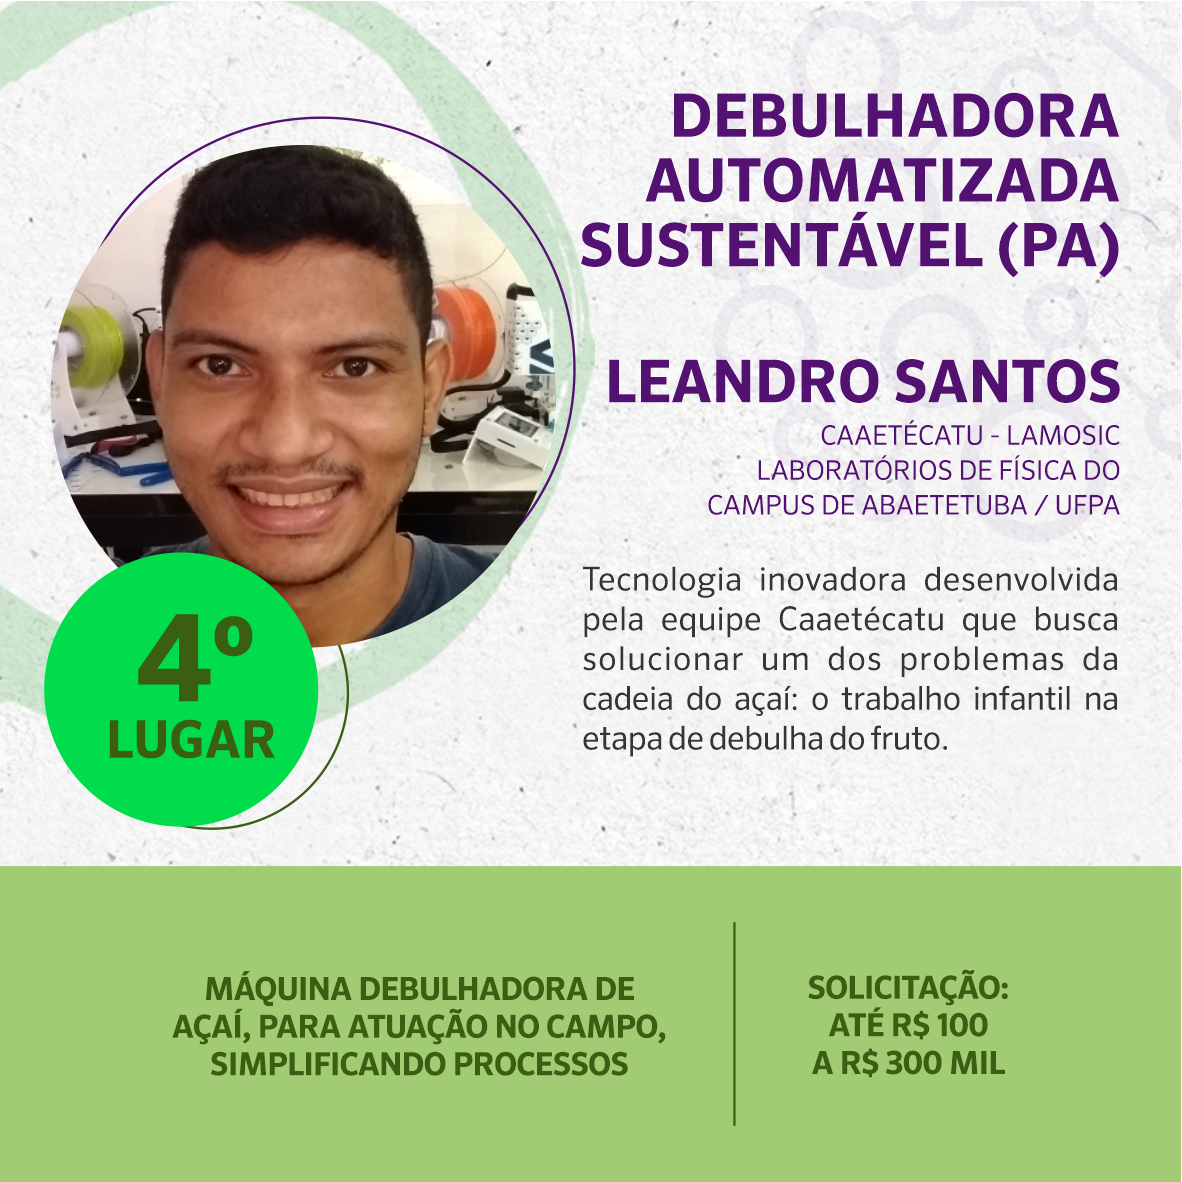 DEBULHADORA
AUTOMATIZADA
SUSTENTÁVEL (PA)
LEANDRO SANTOS
CAAETÉCATU - LAMOSIC
LABORATÓRIOS DE FÍSICA DO
CAMPUS DE ABAETETUBA / UFPA
Tecnologia inovadora desenvolvida
pela equipe Caaetécatu que busca
solucionar um dos problemas da
cadeia do açaí: o trabalho infantil na
etapa de debulha do fruto.
4º
LUGAR
MÁQUINA DEBULHADORA DE
AÇAÍ, PARA ATUAÇÃO NO CAMPO,
SIMPLIFICANDO PROCESSOS
SOLICITAÇÃO:
ATÉ R$ 100
A R$ 300 MIL